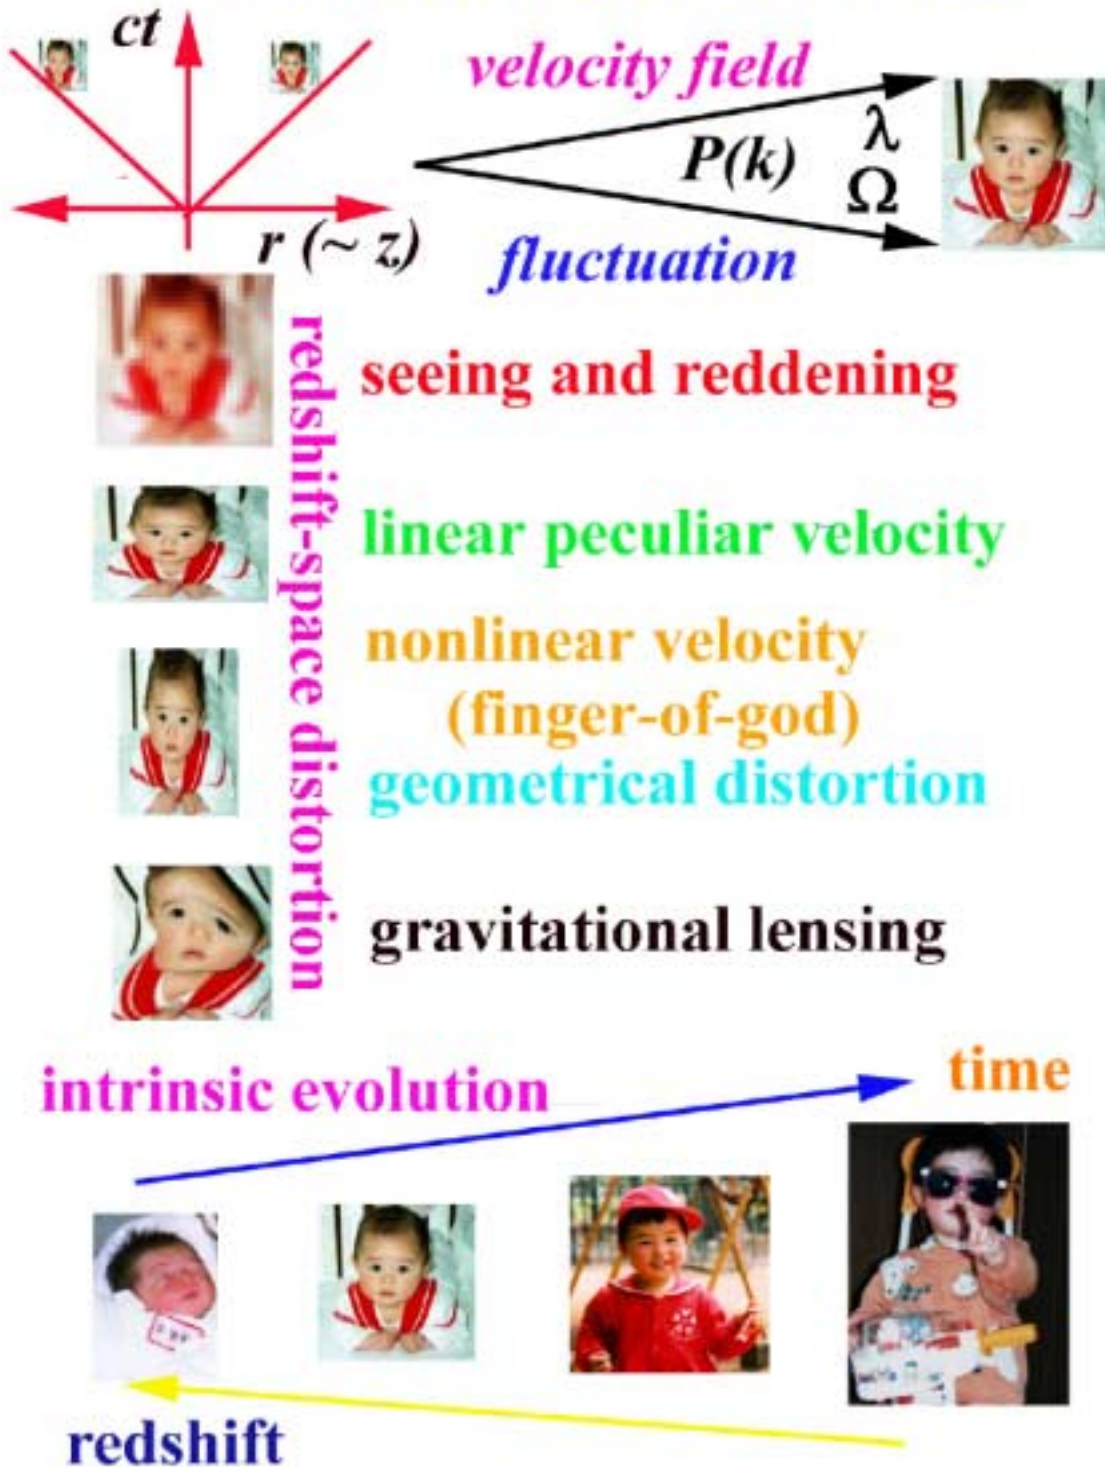 ct
velocity field
P(k)
λ
Ω
r (~ z)
fluctuation
redshift-space distortion
seeing and reddening
linear peculiar velocity
nonlinear velocity
(finger-of-god)
geometrical distortion
gravitational lensing
intrinsic evolution
time
redshift